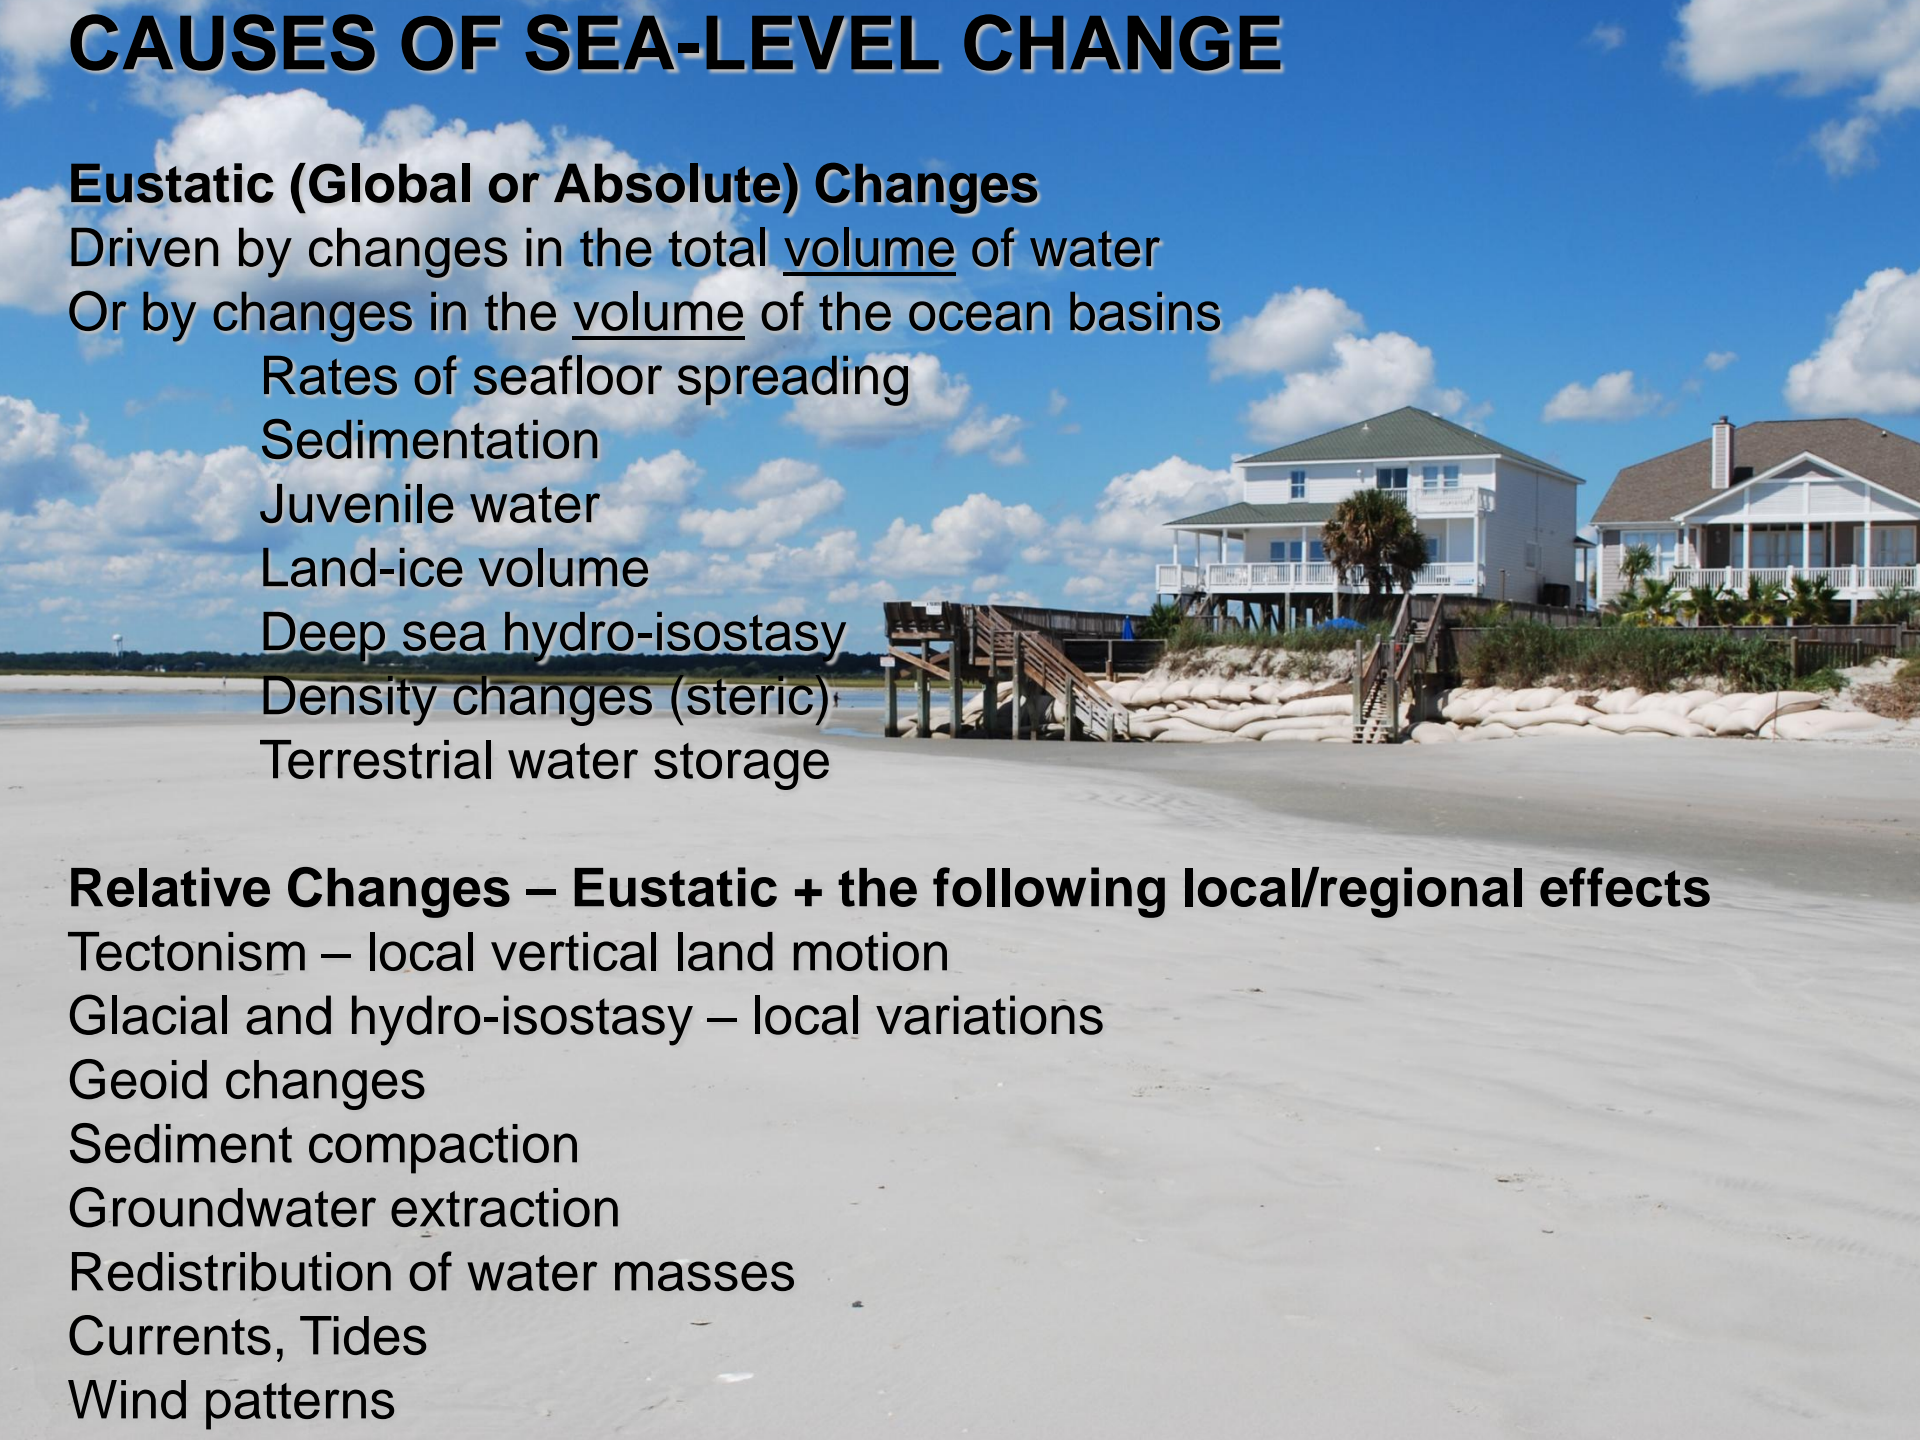 CAUSES OF SEA-LEVEL CHANGE
Eustatic (Global or Absolute) Changes
Driven by changes in the total volume of water
Or by changes in the volume of the ocean basins
Rates of seafloor spreading
Sedimentation
Juvenile water
Land-ice volume
Deep sea hydro-isostasy
Density changes (steric)
Terrestrial water storage
Relative Changes – Eustatic + the following local/regional effects
Tectonism – local vertical land motion
Glacial and hydro-isostasy – local variations
Geoid changes
Sediment compaction
Groundwater extraction
Redistribution of water masses
Currents, Tides
Wind patterns